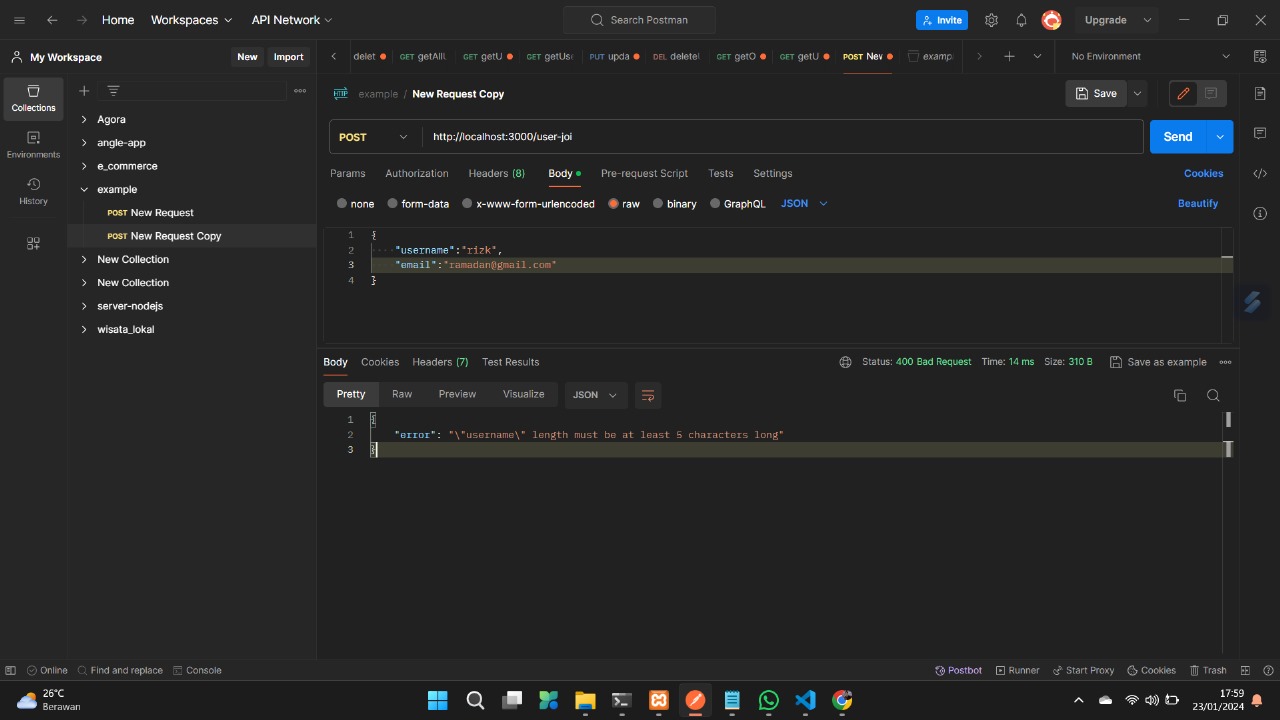 Home Workspaces API Network Search Postman Invite Upgrade
My Workspace New Import delet GET getAllU GET getU GET getUse PUT upda DEL deletel GET getO GET getU POST Nev examp No Environment
Collections
Environments
History
Agora
angle-app
e_commerce
example
POST New Request
POST New Request Copy
New Collection
New Collection
server-nodejs
wisata_lokal
HTTP example / New Request Copy Save
POST http://localhost:3000/user-joi Send
Params Authorization Headers (8) Body Pre-request Script Tests Settings Cookies
none form-data x-www-form-urlencoded raw binary GraphQL JSON Beautify
1 {
2 "username":"rizk",
3 "email":"ramadan@gmail.com"
4 }
Body Cookies Headers (7) Test Results Status: 400 Bad Request Time: 14 ms Size: 310 B Save as example
Pretty Raw Preview Visualize JSON
1 {
2 "error": "\"username\" length must be at least 5 characters long"
3 }
Online Find and replace Console Postbot Runner Start Proxy Cookies Trash
26°C
Berawan
17:59
23/01/2024